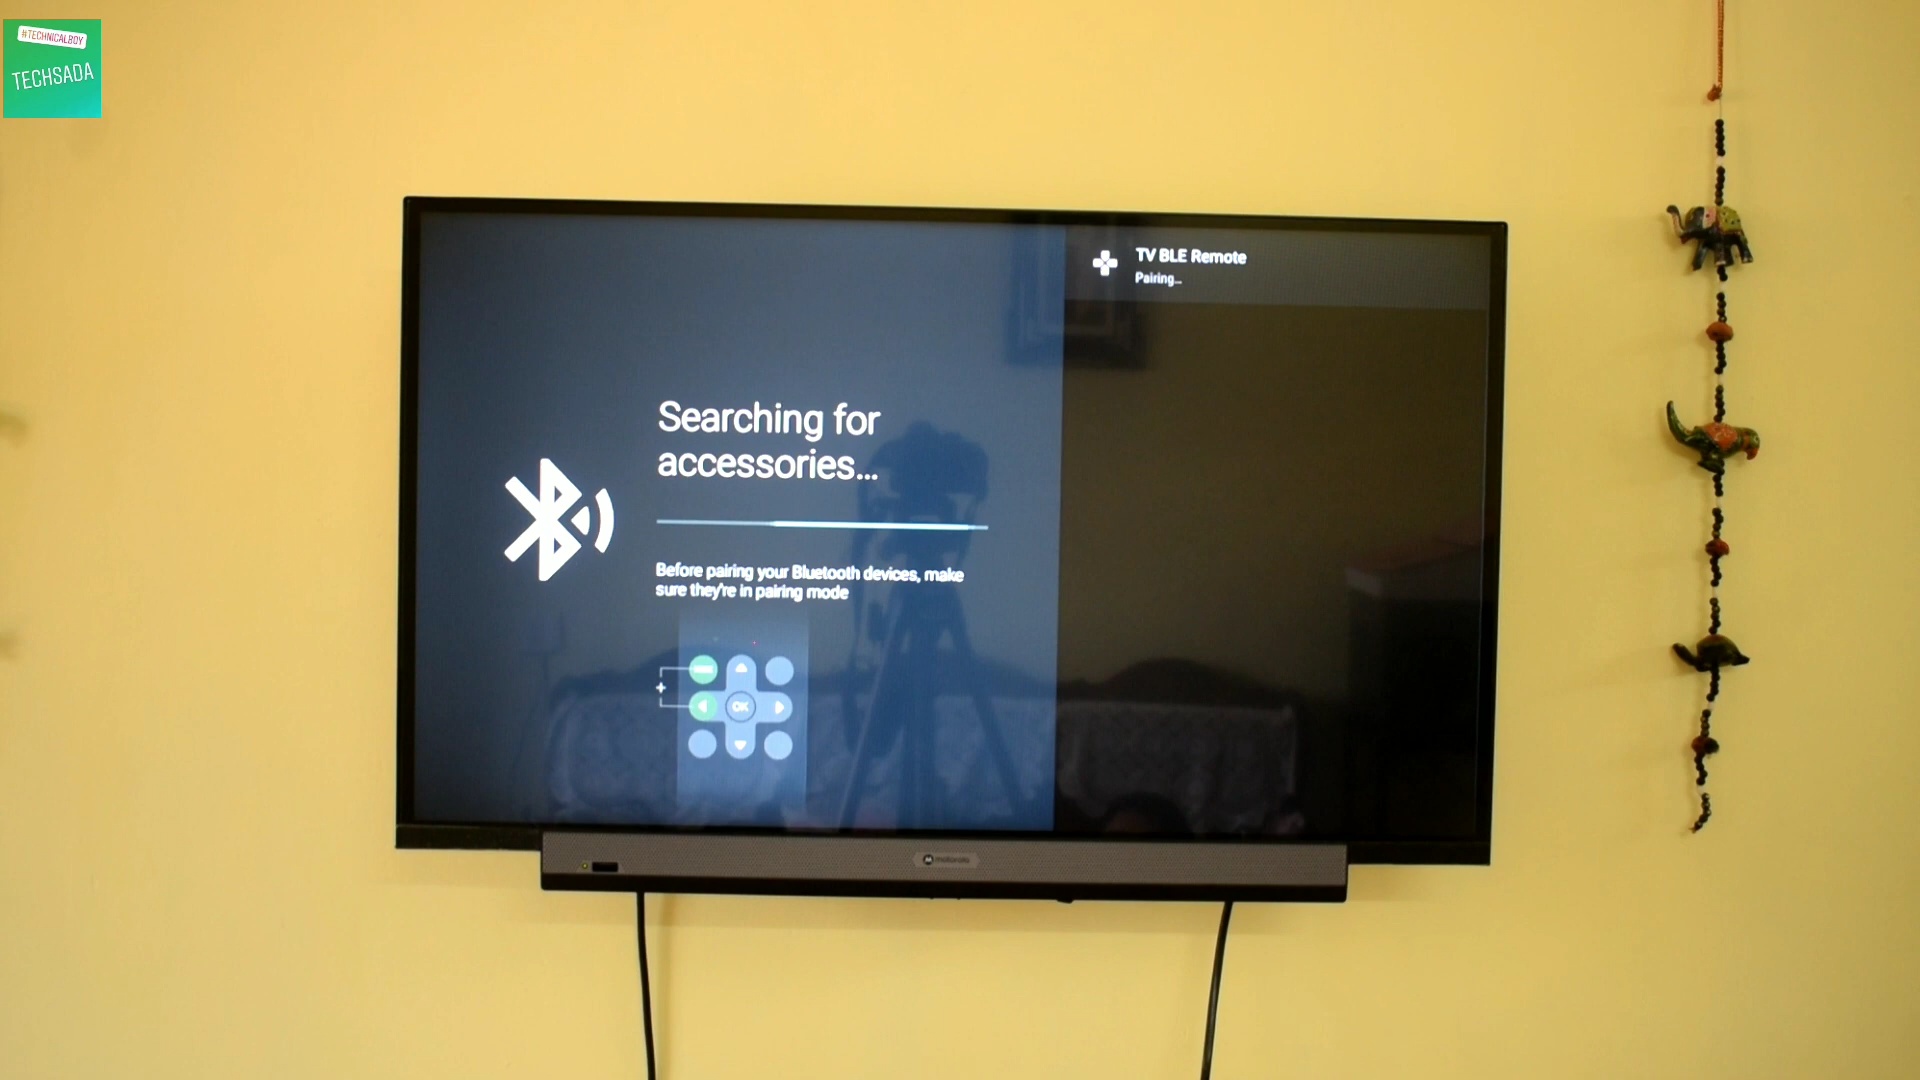 #TECHNICALBOY
TECHSADA
TV BLE Remote
Pairing...
Searching for
accessories...
Before pairing your Bluetooth devices, make
sure they're in pairing mode
OK
motorola